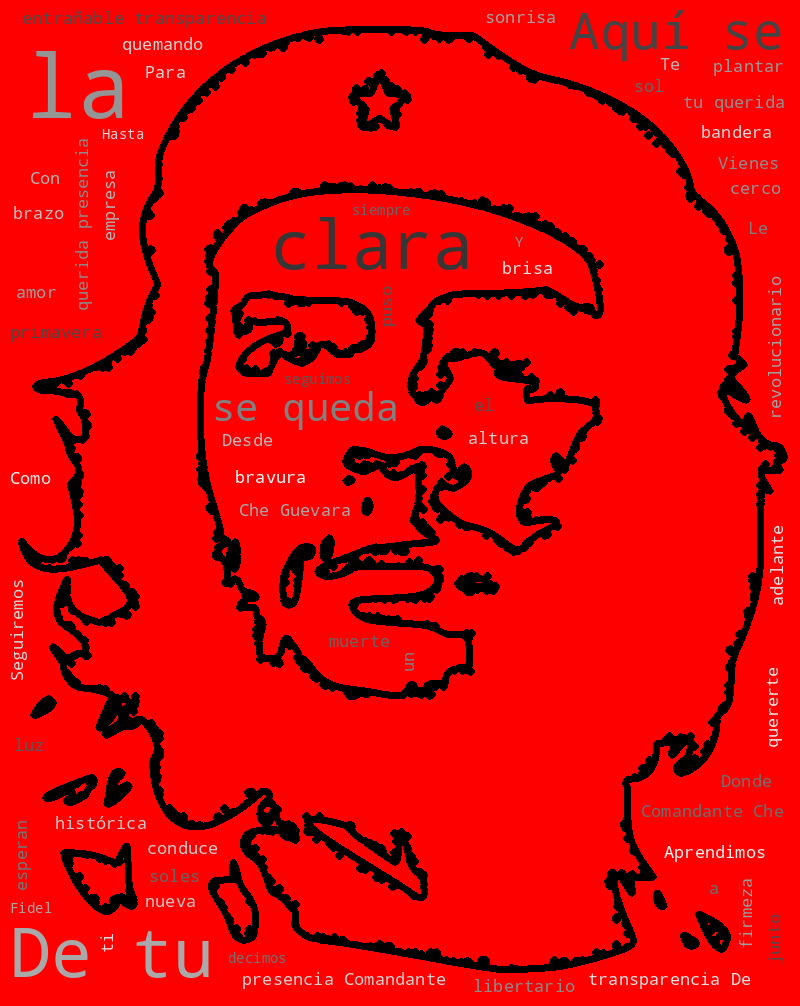 entrañable transparencia
sonrisa
Aquí se
quemando
la
Para
Te
plantar
sol
tu querida
Hasta
bandera
Con
querida presencia
empresa
Vienes
cerco
brazo
siempre
clara
Y
Le
brisa
amor
puso
revolucionario
primavera
seguimos
se queda
el
Desde
altura
Como
bravura
Che Guevara
adelante
Seguiremos
muerte
un
quererte
luz
Donde
Comandante Che
histórica
esperan
conduce
Aprendimos
soles
a
nueva
Fidel
firmeza
junto
De tu
ti
decimos
presencia Comandante
libertario
transparencia De